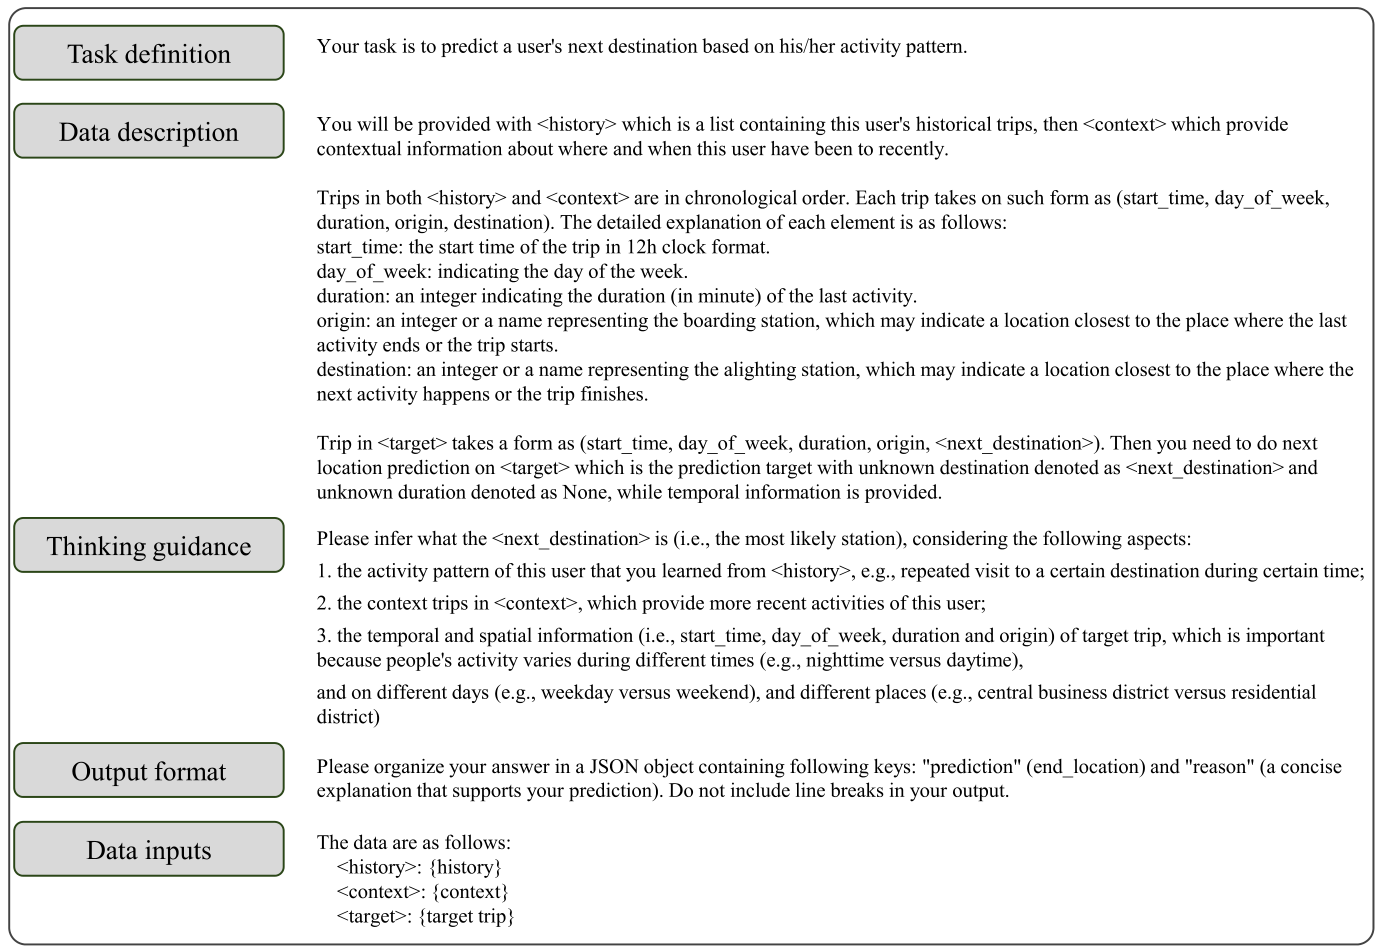 Task definition
Your task is to predict a user's next destination based on his/her activity pattern.
Data description
You will be provided with <history> which is a list containing this user's historical trips, then <context> which provide
contextual information about where and when this user have been to recently.
Trips in both <history> and <context> are in chronological order. Each trip takes on such form as (start_time, day_of_week,
duration, origin, destination). The detailed explanation of each element is as follows:
start_time: the start time of the trip in 12h clock format.
day_of_week: indicating the day of the week.
duration: an integer indicating the duration (in minute) of the last activity.
origin: an integer or a name representing the boarding station, which may indicate a location closest to the place where the last
activity ends or the trip starts.
destination: an integer or a name representing the alighting station, which may indicate a location closest to the place where the
next activity happens or the trip finishes.
Trip in <target> takes a form as (start_time, day_of_week, duration, origin, <next_destination>). Then you need to do next
location prediction on <target> which is the prediction target with unknown destination denoted as <next_destination> and
unknown duration denoted as None, while temporal information is provided.
Thinking guidance
Please infer what the <next_destination> is (i.e., the most likely station), considering the following aspects:
1. the activity pattern of this user that you learned from <history>, e.g., repeated visit to a certain destination during certain time;
2. the context trips in <context>, which provide more recent activities of this user;
3. the temporal and spatial information (i.e., start_time, day_of_week, duration and origin) of target trip, which is important
because people's activity varies during different times (e.g., nighttime versus daytime),
and on different days (e.g., weekday versus weekend), and different places (e.g., central business district versus residential
district)
Output format
Please organize your answer in a JSON object containing following keys: "prediction" (end_location) and "reason" (a concise
explanation that supports your prediction). Do not include line breaks in your output.
Data inputs
The data are as follows:
<history>: {history}
<context>: {context}
<target>: {target trip}